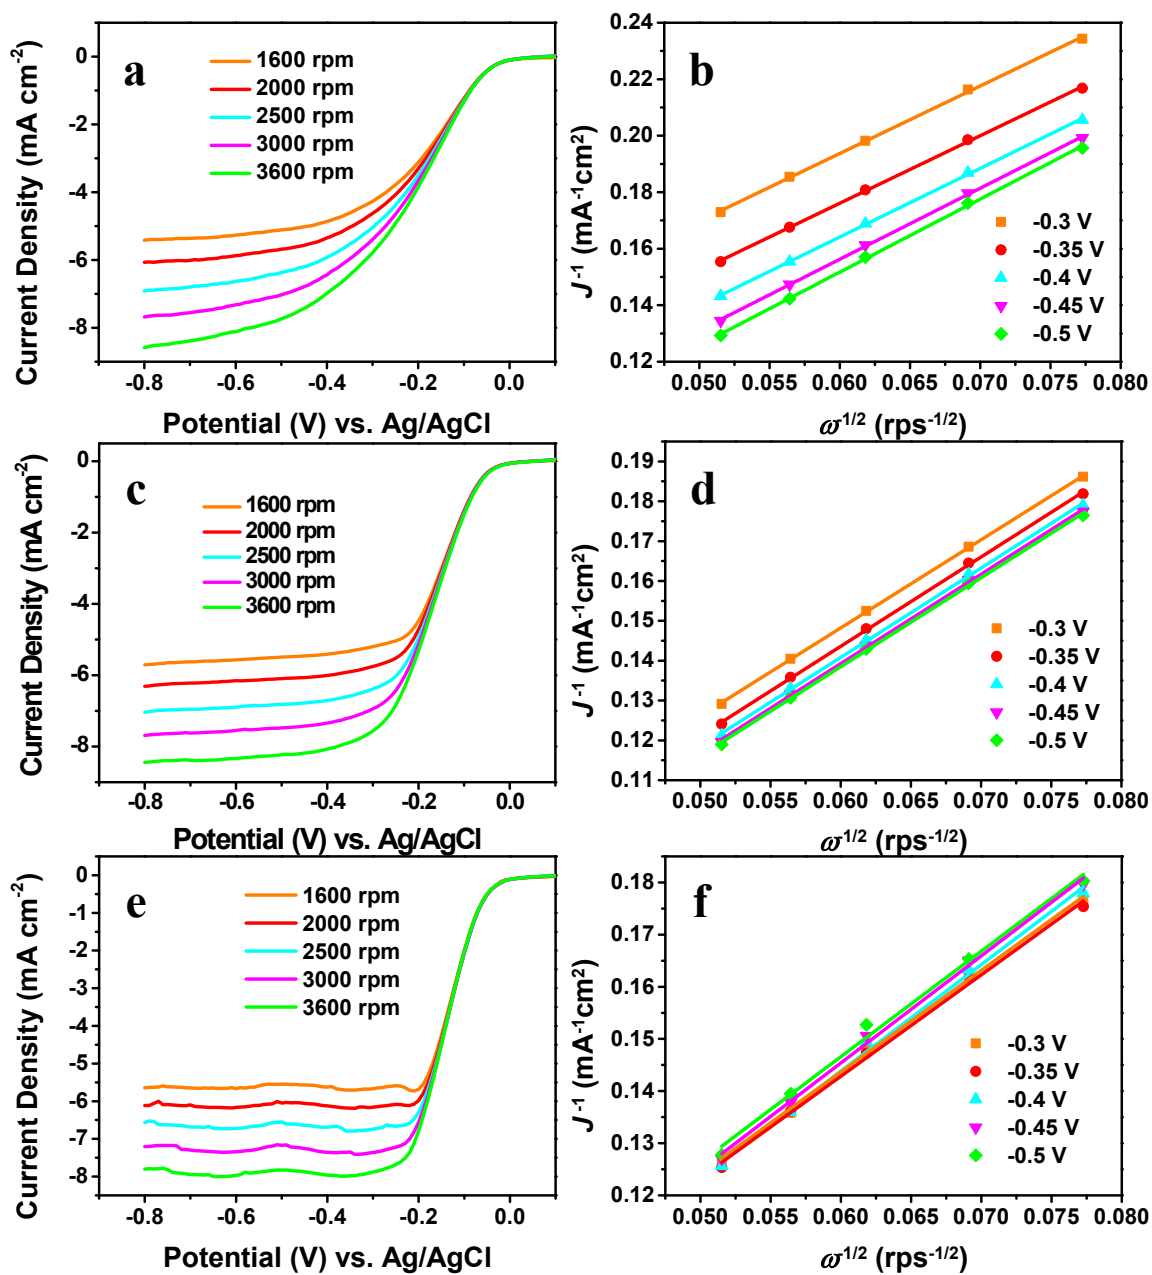 a
1600 rpm
2000 rpm
2500 rpm
3000 rpm
3600 rpm
0
-2
-4
-6
-8
-0.8
-0.6
-0.4
-0.2
0.0
Current Density (mA cm⁻²)
Potential (V) vs. Ag/AgCl
b
0.24
0.22
0.20
0.18
0.16
0.14
0.12
0.050
0.055
0.060
0.065
0.070
0.075
0.080
-0.3 V
-0.35 V
-0.4 V
-0.45 V
-0.5 V
J⁻¹ (mA⁻¹cm²)
ω^1/2 (rps^-1/2)
c
1600 rpm
2000 rpm
2500 rpm
3000 rpm
3600 rpm
0
-2
-4
-6
-8
-0.8
-0.6
-0.4
-0.2
0.0
Current Density (mA cm⁻²)
Potential (V) vs. Ag/AgCl
d
0.19
0.18
0.17
0.16
0.15
0.14
0.13
0.12
0.11
0.050
0.055
0.060
0.065
0.070
0.075
0.080
-0.3 V
-0.35 V
-0.4 V
-0.45 V
-0.5 V
J⁻¹ (mA⁻¹cm²)
ω^1/2 (rps^-1/2)
e
1600 rpm
2000 rpm
2500 rpm
3000 rpm
3600 rpm
0
-1
-2
-3
-4
-5
-6
-7
-8
-0.8
-0.6
-0.4
-0.2
0.0
Current Density (mA cm⁻²)
Potential (V) vs. Ag/AgCl
f
0.18
0.17
0.16
0.15
0.14
0.13
0.12
0.050
0.055
0.060
0.065
0.070
0.075
0.080
-0.3 V
-0.35 V
-0.4 V
-0.45 V
-0.5 V
J⁻¹ (mA⁻¹cm²)
ω^1/2 (rps^-1/2)